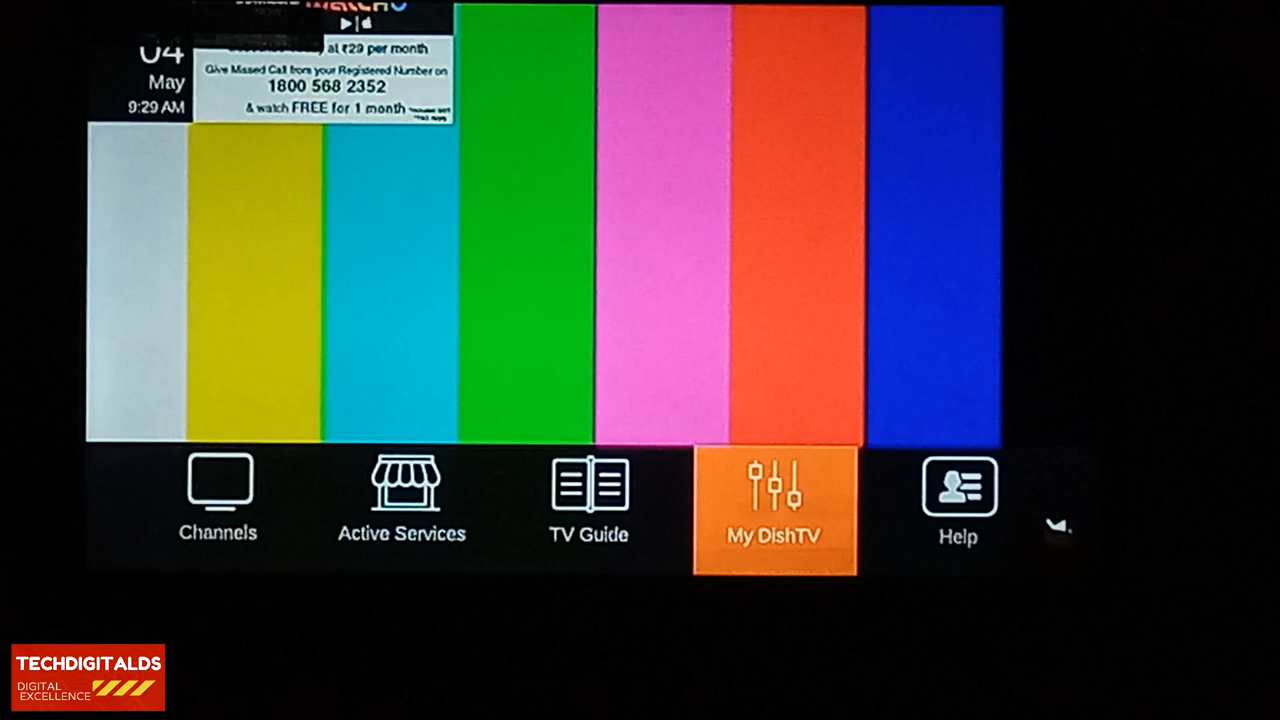 04
May
9:29 AM
at ₹29 per month
Give Missed Call from your Registered Number on
1800 568 2352
& watch FREE for 1 month
Channels
Active Services
TV Guide
My DishTV
Help
TECHDIGITALDS
DIGITAL
EXCELLENCE